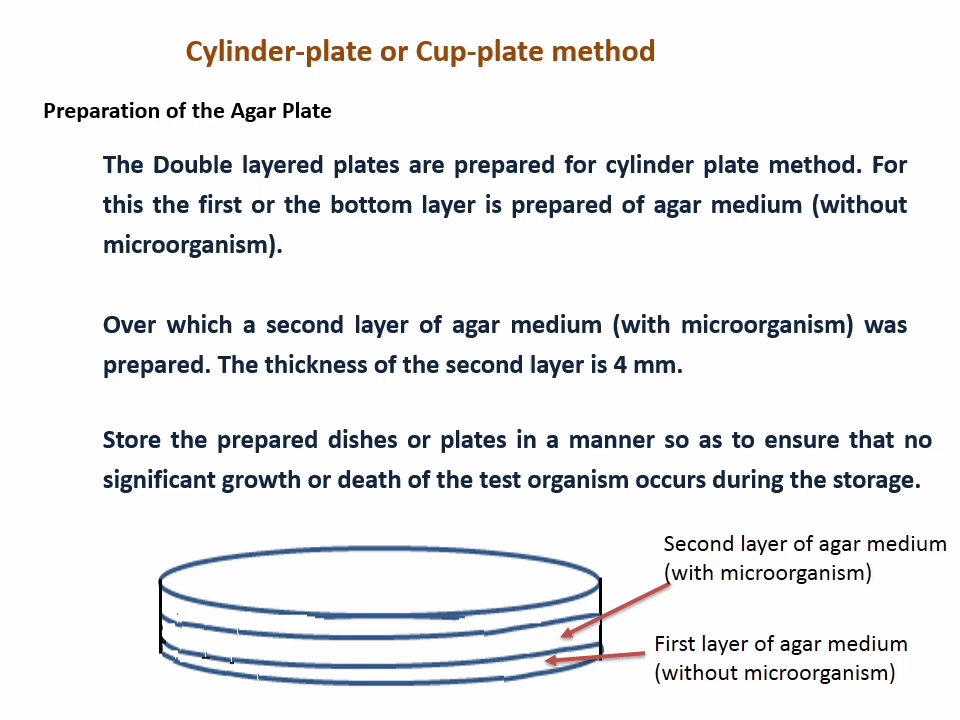 Cylinder-plate or Cup-plate method
Preparation of the Agar Plate
The Double layered plates are prepared for cylinder plate method. For
this the first or the bottom layer is prepared of agar medium (without
microorganism).
Over which a second layer of agar medium (with microorganism) was
prepared. The thickness of the second layer is 4 mm.
Store the prepared dishes or plates in a manner so as to ensure that no
significant growth or death of the test organism occurs during the storage.
Second layer of agar medium
(with microorganism)
First layer of agar medium
(without microorganism)